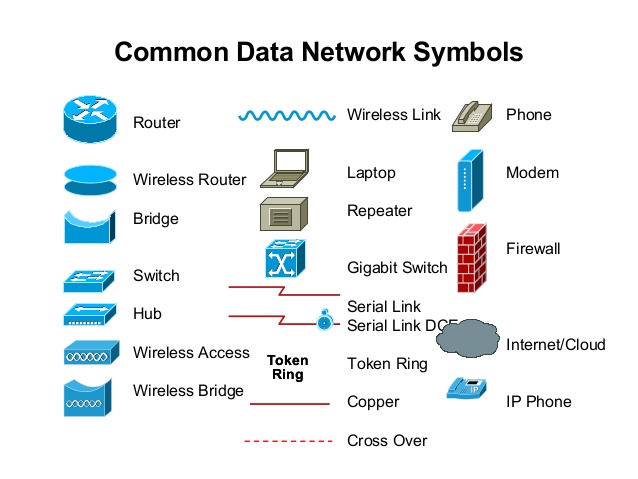 Common Data Network Symbols
Router
Wireless Router
Bridge
Switch
Hub
Wireless Access
Wireless Bridge
Wireless Link
Laptop
Repeater
Gigabit Switch
Serial Link
Serial Link DCE
Token
Ring
Token Ring
Copper
Cross Over
Phone
Modem
Firewall
Internet/Cloud
IP
IP Phone